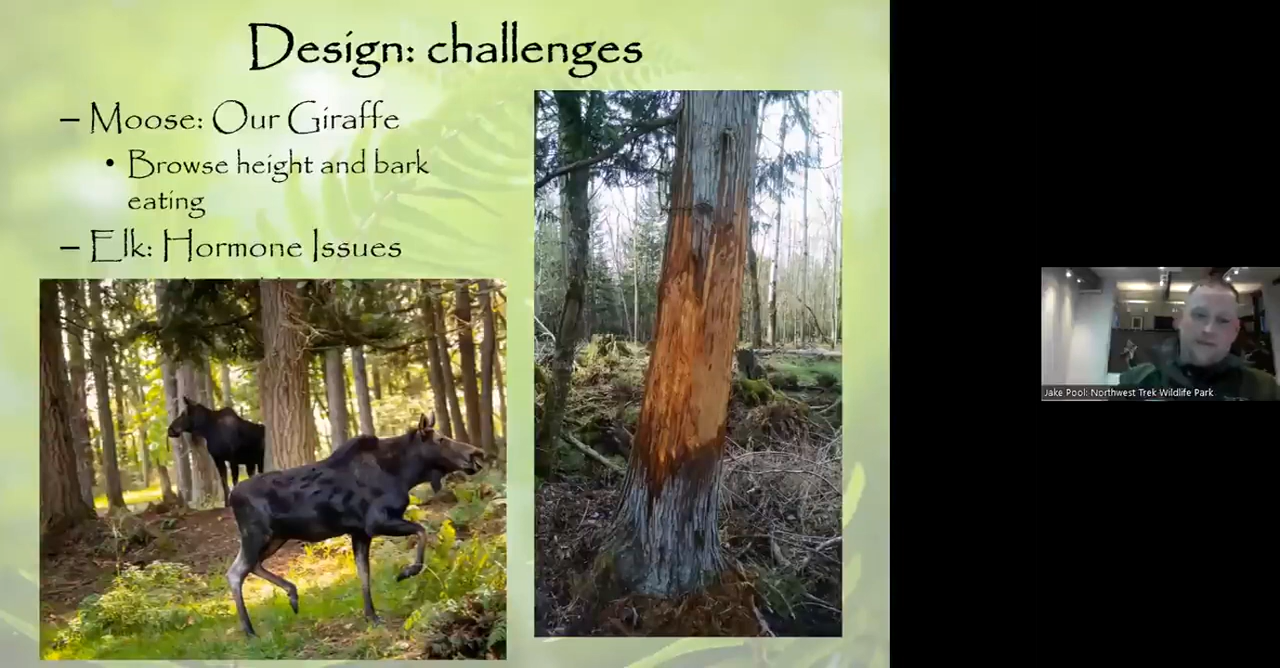 Design: challenges
– Moose: Our Giraffe
• Browse height and bark
eating
– Elk: Hormone Issues
Jake Pool: Northwest Trek Wildlife Park